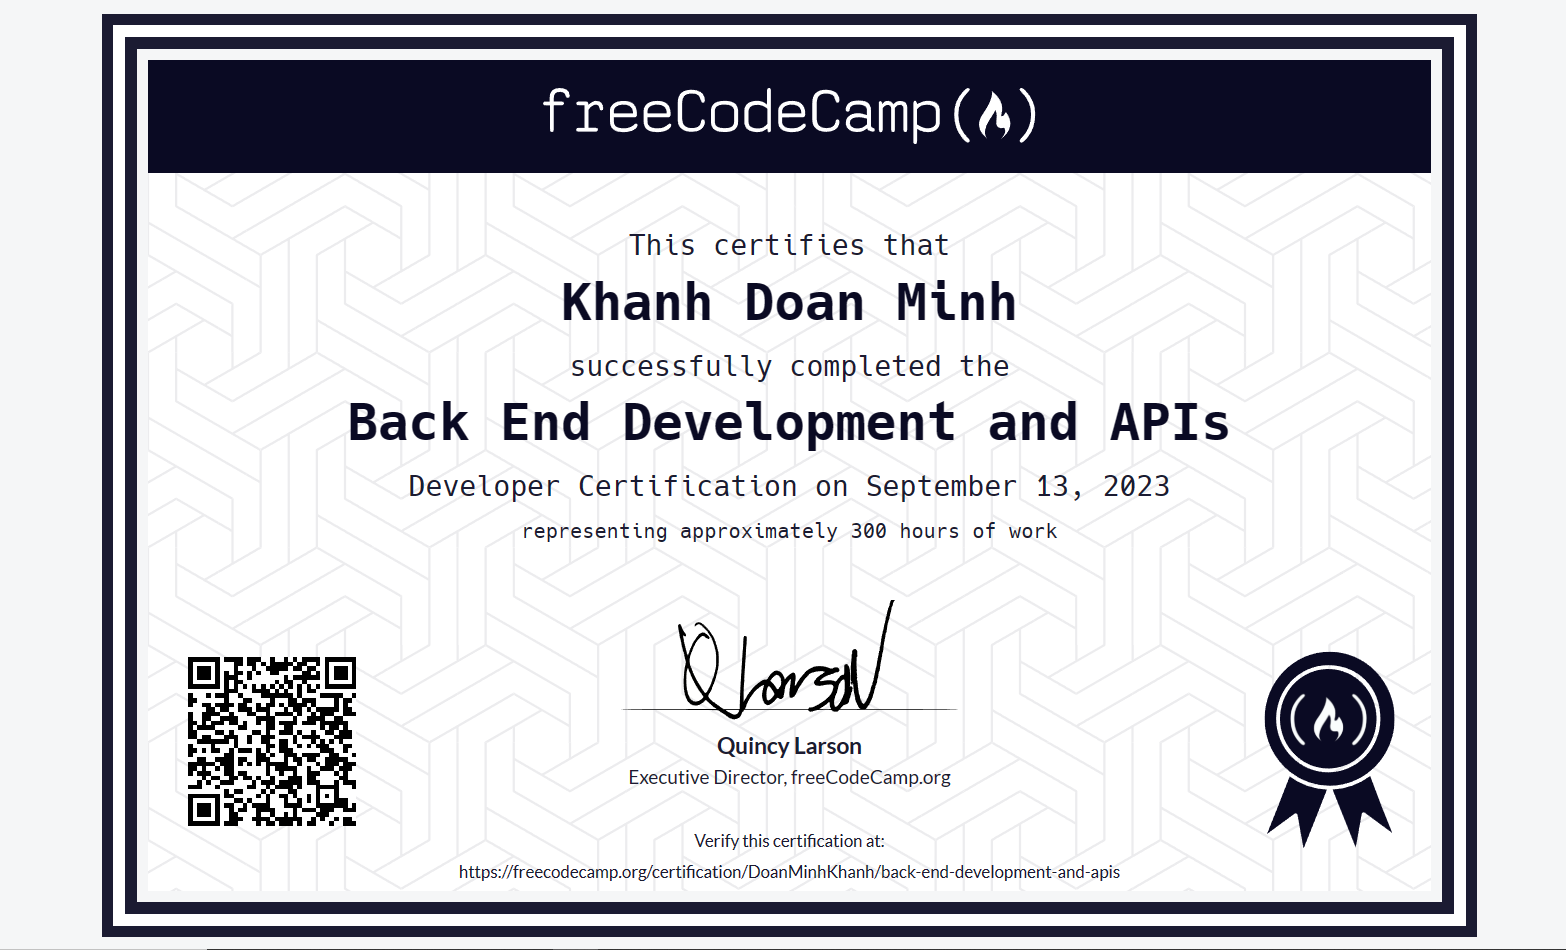 freeCodeCamp
This certifies that
Khanh Doan Minh
successfully completed the
Back End Development and APIs
Developer Certification on September 13, 2023
representing approximately 300 hours of work
QLarson
Quincy Larson
Executive Director, freeCodeCamp.org
Verify this certification at:
https://freecodecamp.org/certification/DoanMinhKhanh/back-end-development-and-apis